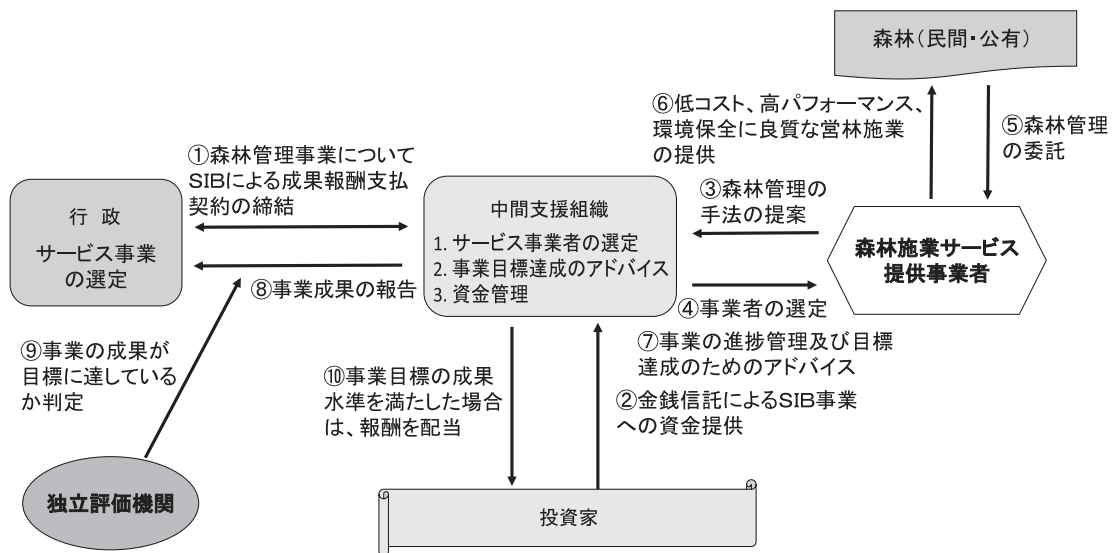 森林(民間・公有)
⑥低コスト、高パフォーマンス、
環境保全に良質な営林施業
の提供
⑤森林管理
の委託
①森林管理事業について
SIBによる成果報酬支払
契約の締結
③森林管理の
手法の提案
行 政
サービス事業
の選定
中間支援組織
1. サービス事業者の選定
2. 事業目標達成のアドバイス
3. 資金管理
森林施業サービス
提供事業者
⑧事業成果の報告
④事業者の選定
⑨事業の成果が
目標に達している
か判定
⑦事業の進捗管理及び目標
達成のためのアドバイス
⑩事業目標の成果
水準を満たした場合
は、報酬を配当
②金銭信託によるSIB事業
への資金提供
独立評価機関
投資家